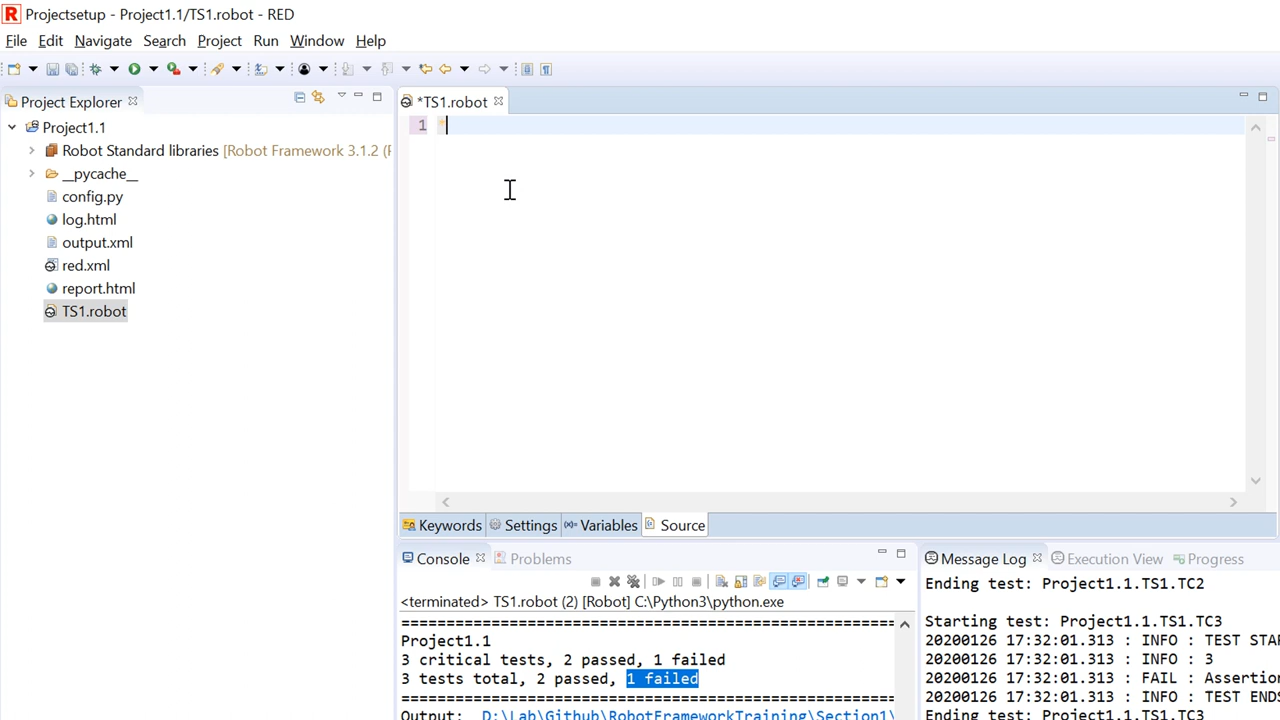 Projectsetup - Project1.1/TS1.robot - RED
File Edit Navigate Search Project Run Window Help
Project Explorer
Project1.1
Robot Standard libraries [Robot Framework 3.1.2 (
__pycache__
config.py
log.html
output.xml
red.xml
report.html
TS1.robot
*TS1.robot
1 *
Keywords Settings Variables Source
Console Problems
<terminated> TS1.robot (2) [Robot] C:\Python3\python.exe
==============================================================
Project1.1
3 critical tests, 2 passed, 1 failed
3 tests total, 2 passed, 1 failed
==============================================================
Output: D:\Lab\Github\RobotFrameworkTraining\Section1\
Message Log Execution View Progress
Ending test: Project1.1.TS1.TC2
Starting test: Project1.1.TS1.TC3
20200126 17:32:01.313 : INFO : TEST STA
20200126 17:32:01.313 : INFO : 3
20200126 17:32:01.313 : FAIL : Assertio
20200126 17:32:01.313 : INFO : TEST END
Ending test: Project1.1.TS1.TC3